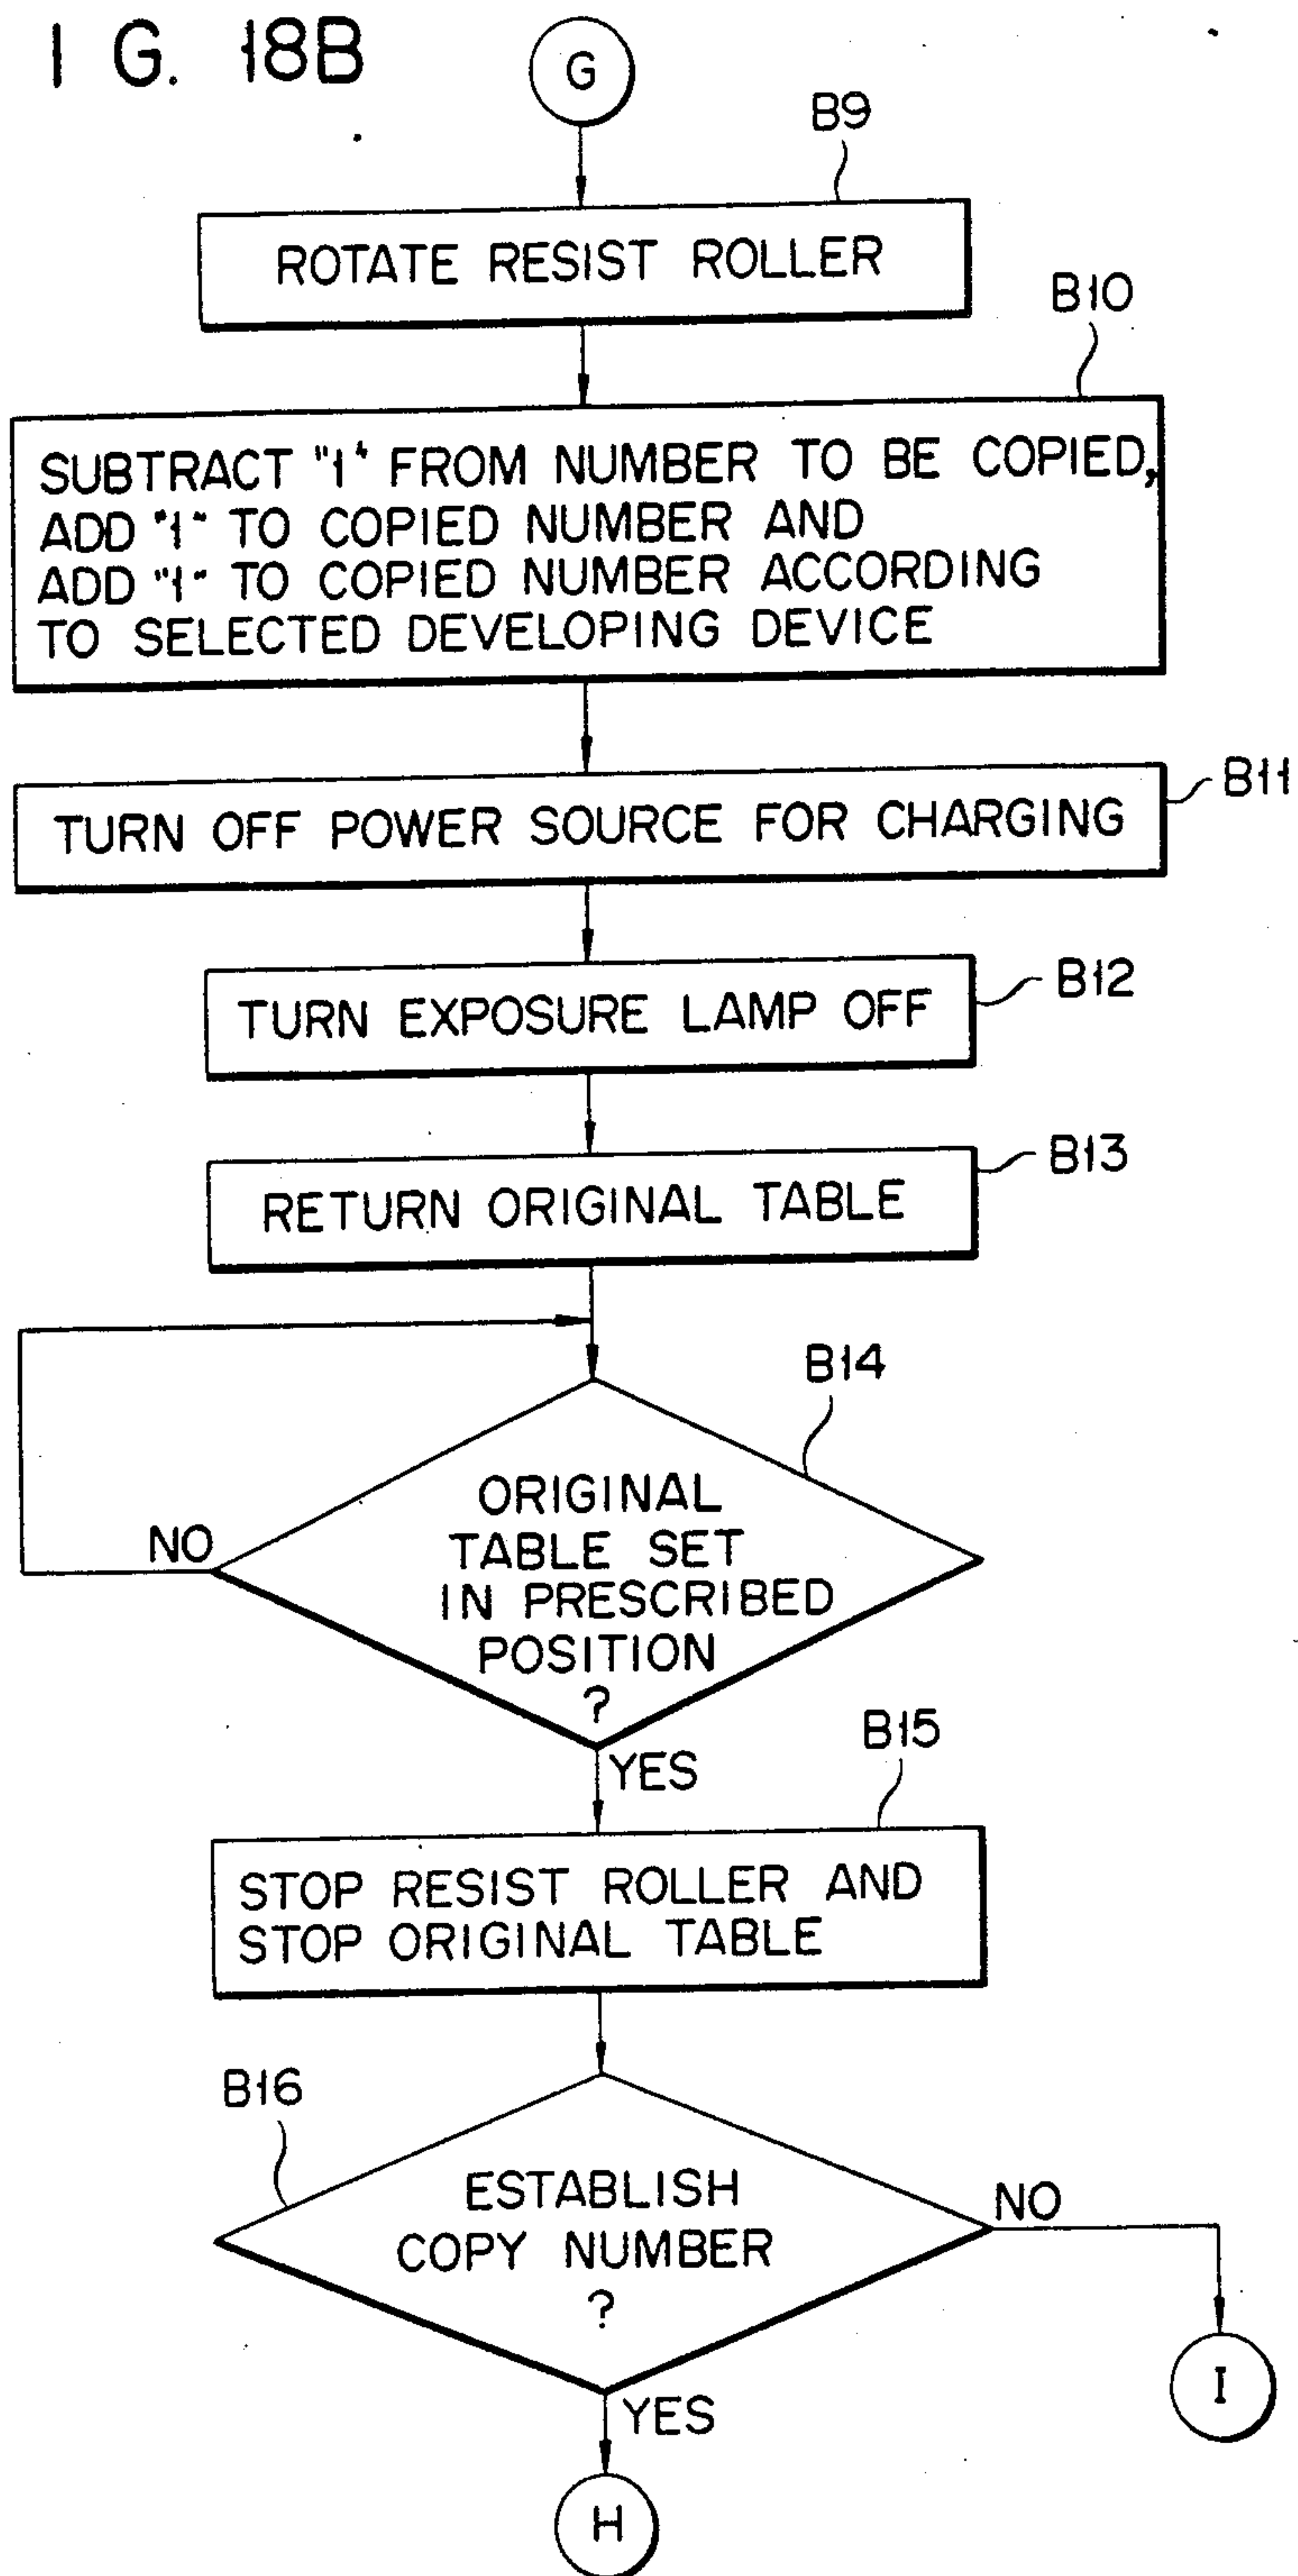 I G. 18B
G
B9
ROTATE RESIST ROLLER
B10
SUBTRACT "1" FROM NUMBER TO BE COPIED,
ADD "1" TO COPIED NUMBER AND
ADD "1" TO COPIED NUMBER ACCORDING
TO SELECTED DEVELOPING DEVICE
B11
TURN OFF POWER SOURCE FOR CHARGING
B12
TURN EXPOSURE LAMP OFF
B13
RETURN ORIGINAL TABLE
B14
ORIGINAL
TABLE SET
IN PRESCRIBED
POSITION
?
NO
YES
B15
STOP RESIST ROLLER AND
STOP ORIGINAL TABLE
B16
ESTABLISH
COPY NUMBER
?
NO
I
YES
H